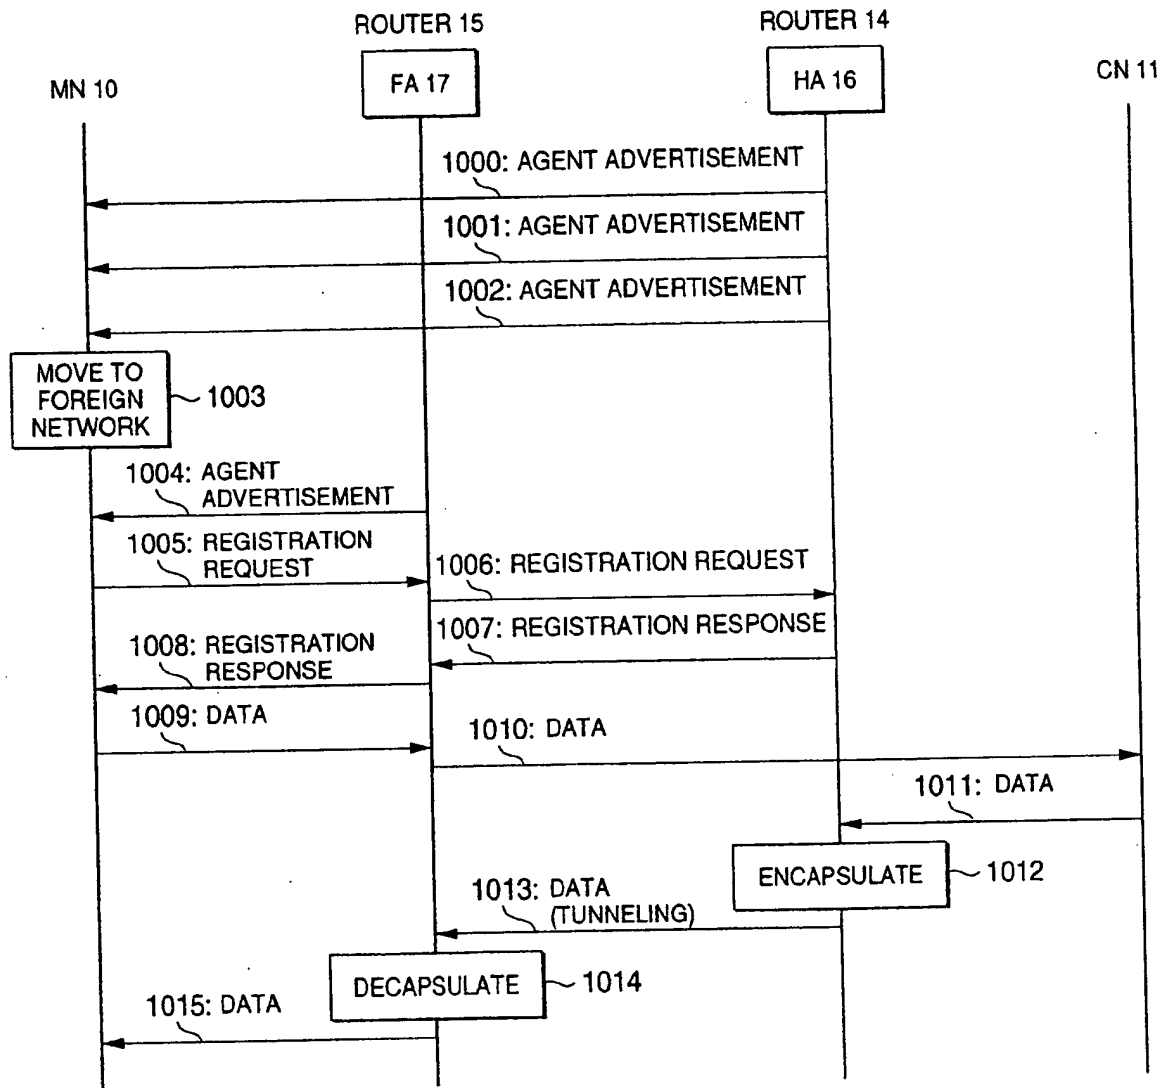 ROUTER 15
ROUTER 14
MN 10
FA 17
HA 16
CN 11
1000: AGENT ADVERTISEMENT
1001: AGENT ADVERTISEMENT
1002: AGENT ADVERTISEMENT
MOVE TO
FOREIGN
NETWORK
1003
1004: AGENT
ADVERTISEMENT
1005: REGISTRATION
REQUEST
1006: REGISTRATION REQUEST
1007: REGISTRATION RESPONSE
1008: REGISTRATION
RESPONSE
1009: DATA
1010: DATA
1011: DATA
ENCAPSULATE
1012
1013: DATA
(TUNNELING)
DECAPSULATE
1014
1015: DATA